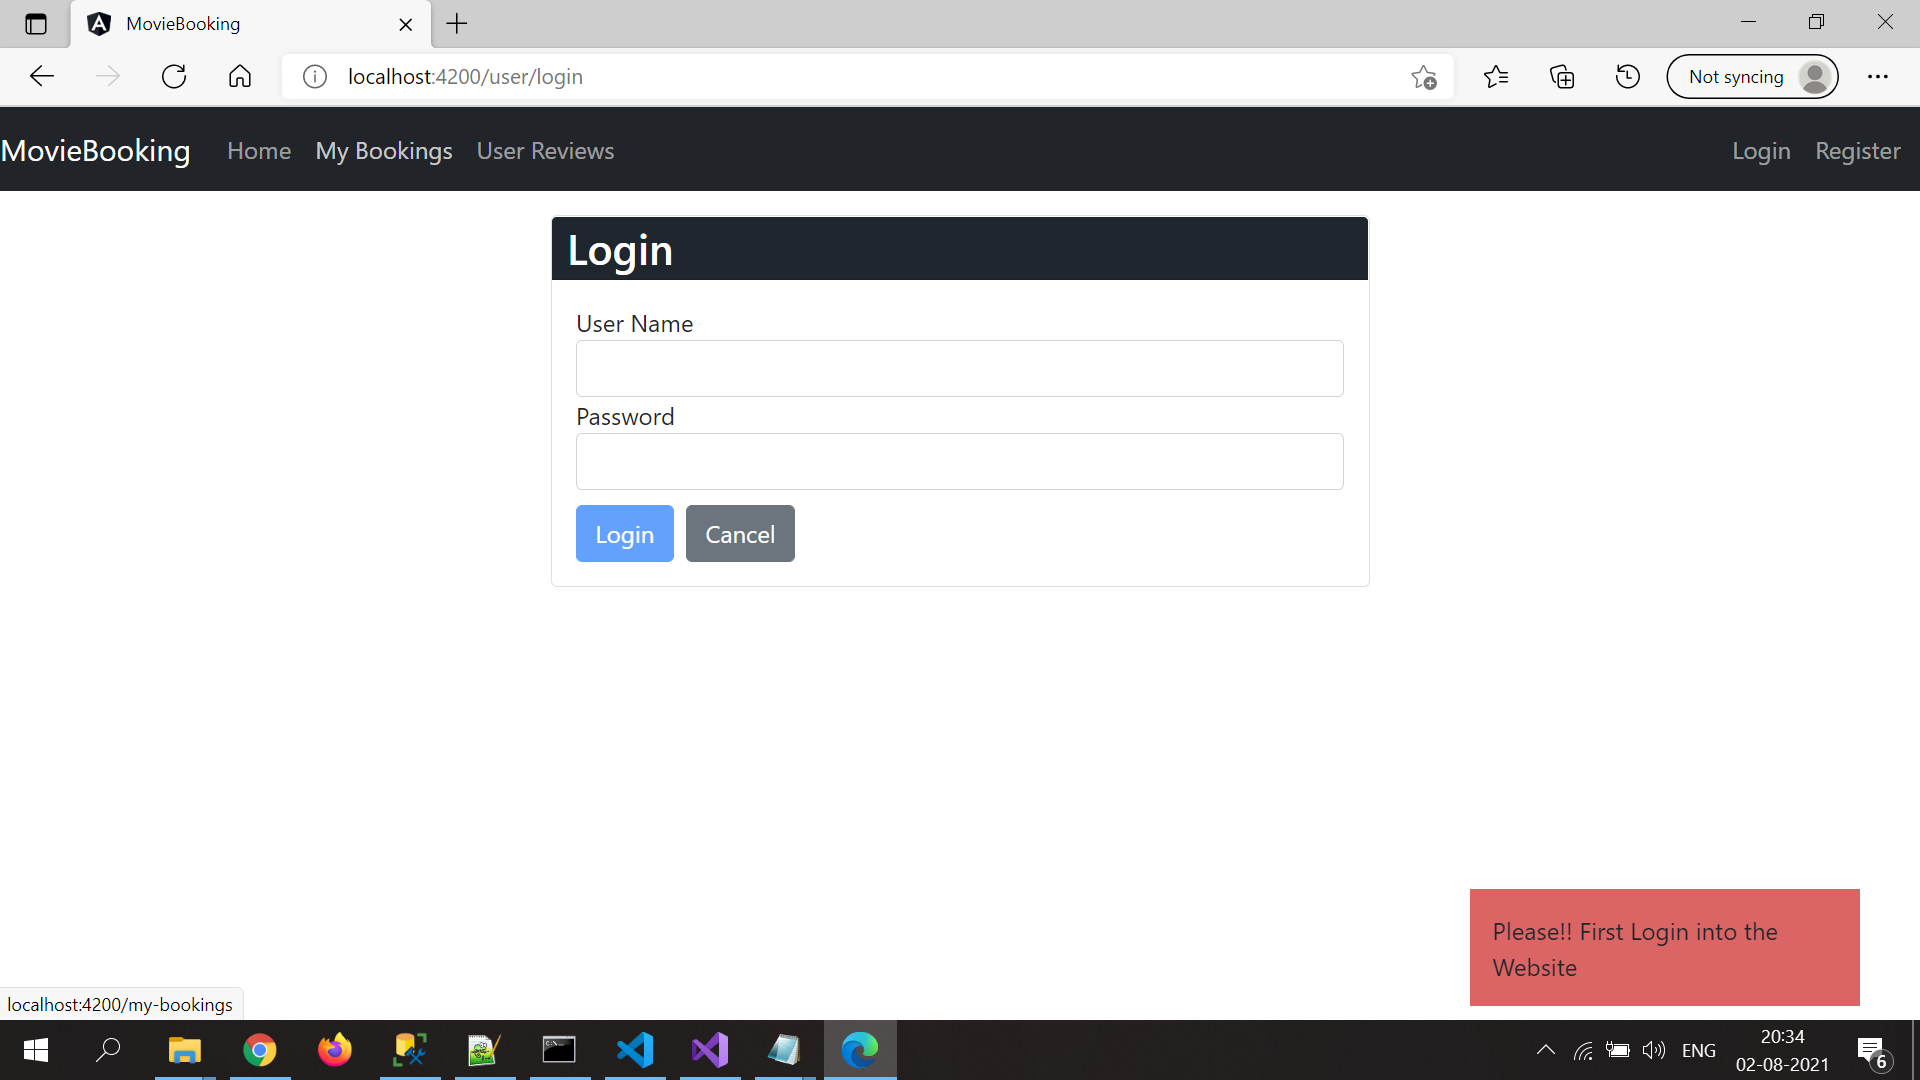 MovieBooking
localhost:4200/user/login
Not syncing
MovieBooking Home My Bookings User Reviews Login Register
Login
User Name
Password
Login Cancel
Please!! First Login into the
Website
localhost:4200/my-bookings
ENG
20:34
02-08-2021
6